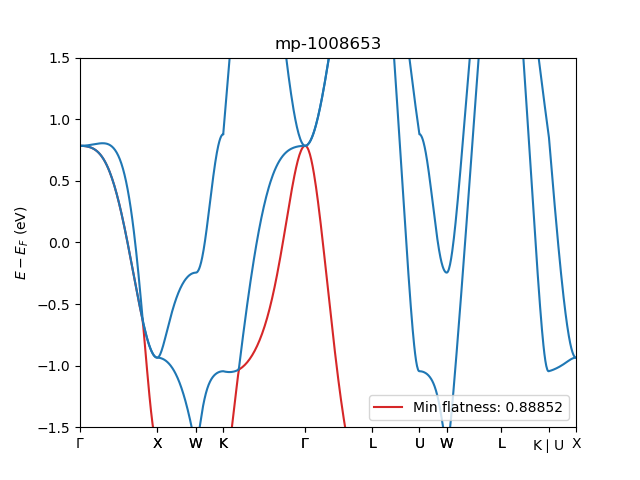 mp-1008653
E − E_F (eV)
1.5
1.0
0.5
0.0
−0.5
−1.0
−1.5
Min flatness: 0.88852
Γ X W K Γ L U W L K | U X